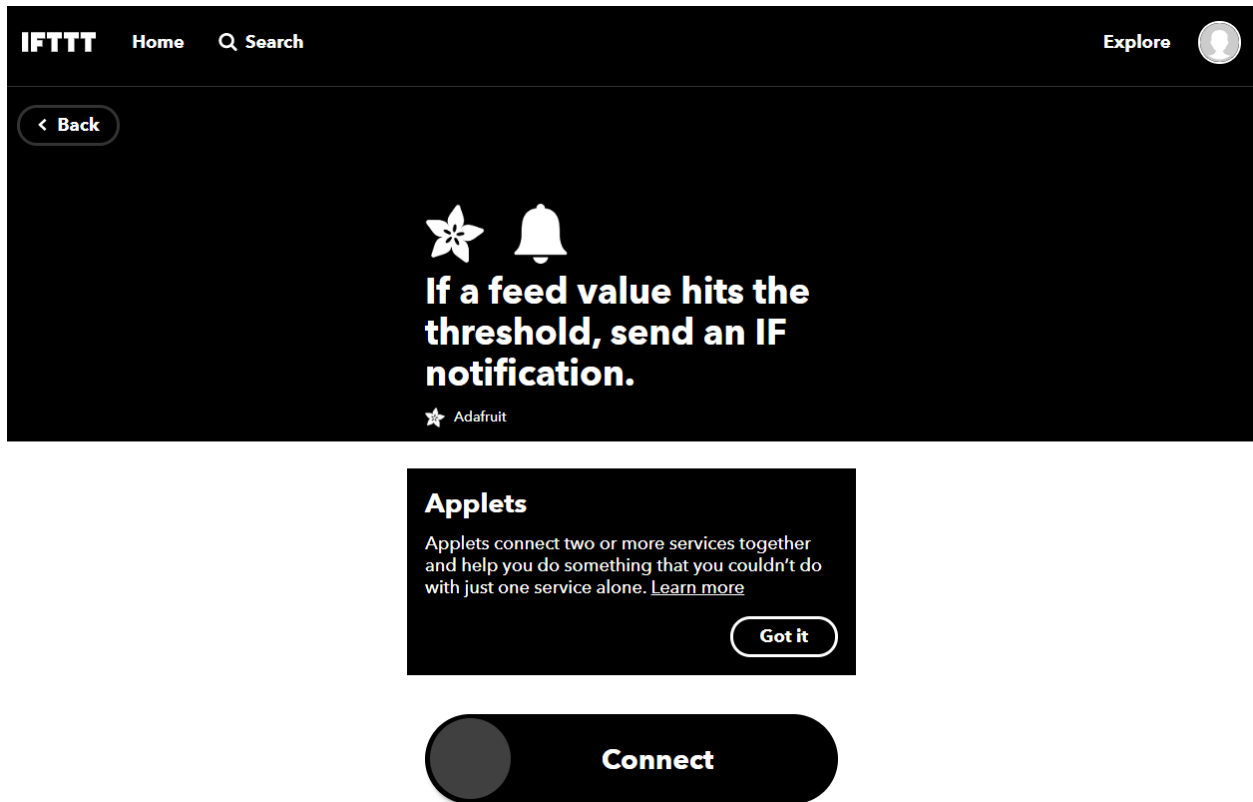 IFTTT Home Search Explore
Back
If a feed value hits the
threshold, send an IF
notification.
Adafruit
Applets
Applets connect two or more services together
and help you do something that you couldn't do
with just one service alone. Learn more
Got it
Connect